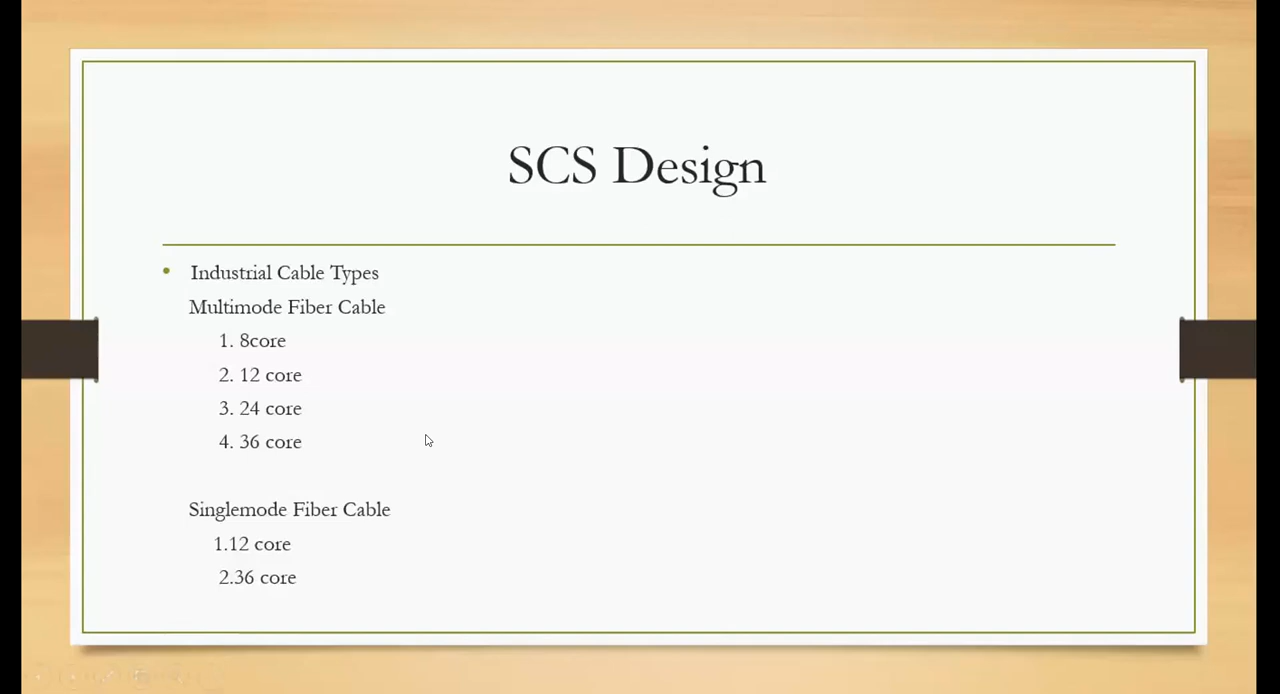 SCS Design
• Industrial Cable Types
Multimode Fiber Cable
1. 8core
2. 12 core
3. 24 core
4. 36 core
Singlemode Fiber Cable
1.12 core
2.36 core